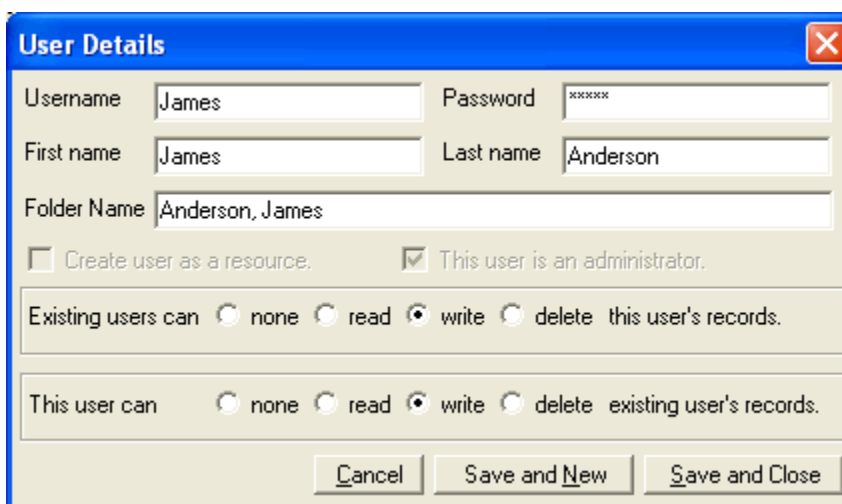 User Details
Username James Password *****
First name James Last name Anderson
Folder Name Anderson, James
Create user as a resource. This user is an administrator.
Existing users can none read write delete this user's records.
This user can none read write delete existing user's records.
Cancel Save and New Save and Close